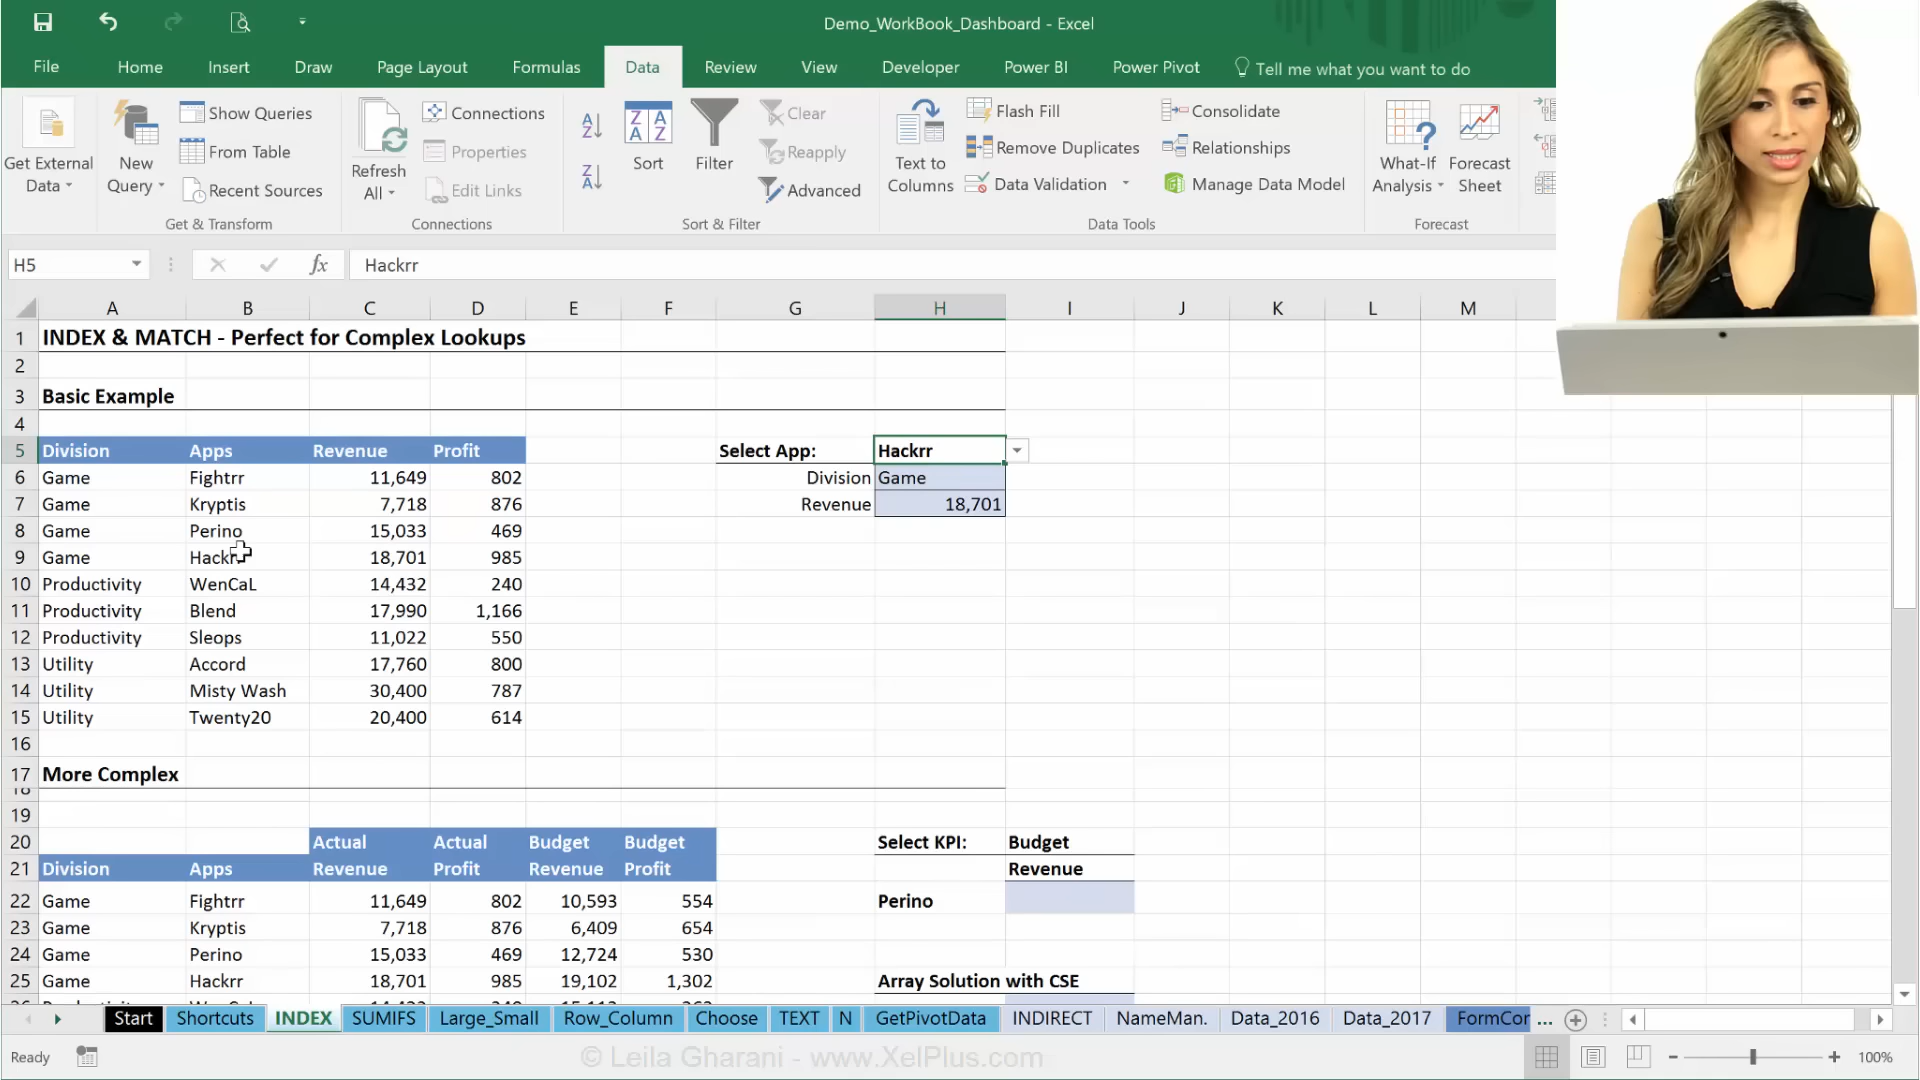 Demo_WorkBook_Dashboard - Excel
File Home Insert Draw Page Layout Formulas Data Review View Developer Power BI Power Pivot Tell me what you want to do
Get External Data
New Query
Show Queries
From Table
Recent Sources
Get & Transform
Refresh All
Connections
Properties
Edit Links
Connections
Sort
Filter
Clear
Reapply
Advanced
Sort & Filter
Text to Columns
Flash Fill
Remove Duplicates
Data Validation
Consolidate
Relationships
Manage Data Model
Data Tools
What-If Analysis
Forecast Sheet
Forecast
H5 fx Hackrr
A B C D E F G H I J K L M
1 INDEX & MATCH - Perfect for Complex Lookups
2
3 Basic Example
4
5 Division Apps Revenue Profit Select App: Hackrr
6 Game Fightrr 11,649 802 Division Game
7 Game Kryptis 7,718 876 Revenue 18,701
8 Game Perino 15,033 469
9 Game Hackrr 18,701 985
10 Productivity WenCaL 14,432 240
11 Productivity Blend 17,990 1,166
12 Productivity Sleops 11,022 550
13 Utility Accord 17,760 800
14 Utility Misty Wash 30,400 787
15 Utility Twenty20 20,400 614
16
17 More Complex
18
19
20 Actual Actual Budget Budget Select KPI: Budget
21 Division Apps Revenue Profit Revenue Profit Revenue
22 Game Fightrr 11,649 802 10,593 554 Perino
23 Game Kryptis 7,718 876 6,409 654
24 Game Perino 15,033 469 12,724 530
25 Game Hackrr 18,701 985 19,102 1,302 Array Solution with CSE
Start Shortcuts INDEX SUMIFS Large_Small Row_Column Choose TEXT N GetPivotData INDIRECT NameMan. Data_2016 Data_2017 FormCor ...
Ready © Leila Gharani - www.XelPlus.com 100%